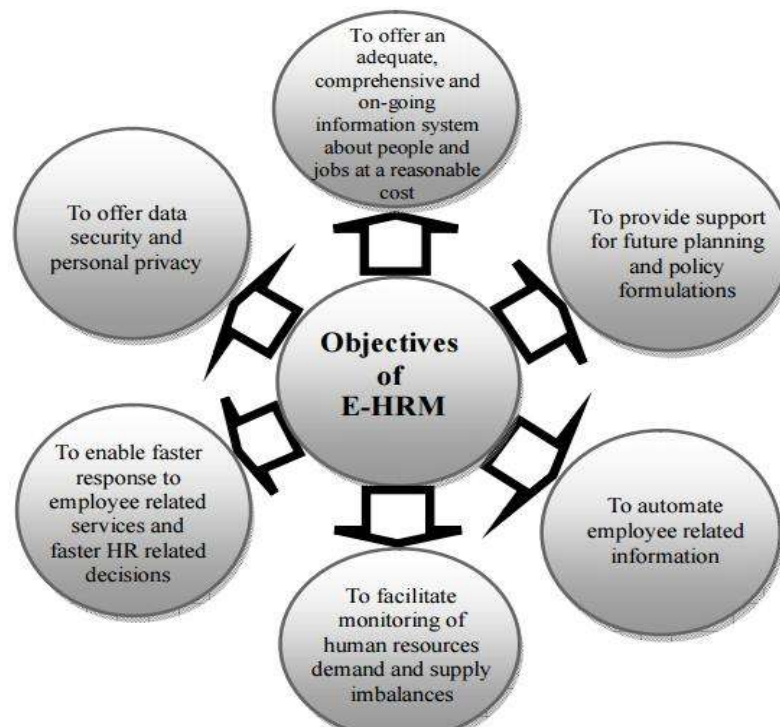 To offer an
adequate,
comprehensive and
on-going
information system
about people and
jobs at a reasonable
cost
To offer data
security and
personal privacy
To provide support
for future planning
and policy
formulations
Objectives
of
E-HRM
To enable faster
response to
employee related
services and
faster HR related
decisions
To automate
employee related
information
To facilitate
monitoring of
human resources
demand and supply
imbalances